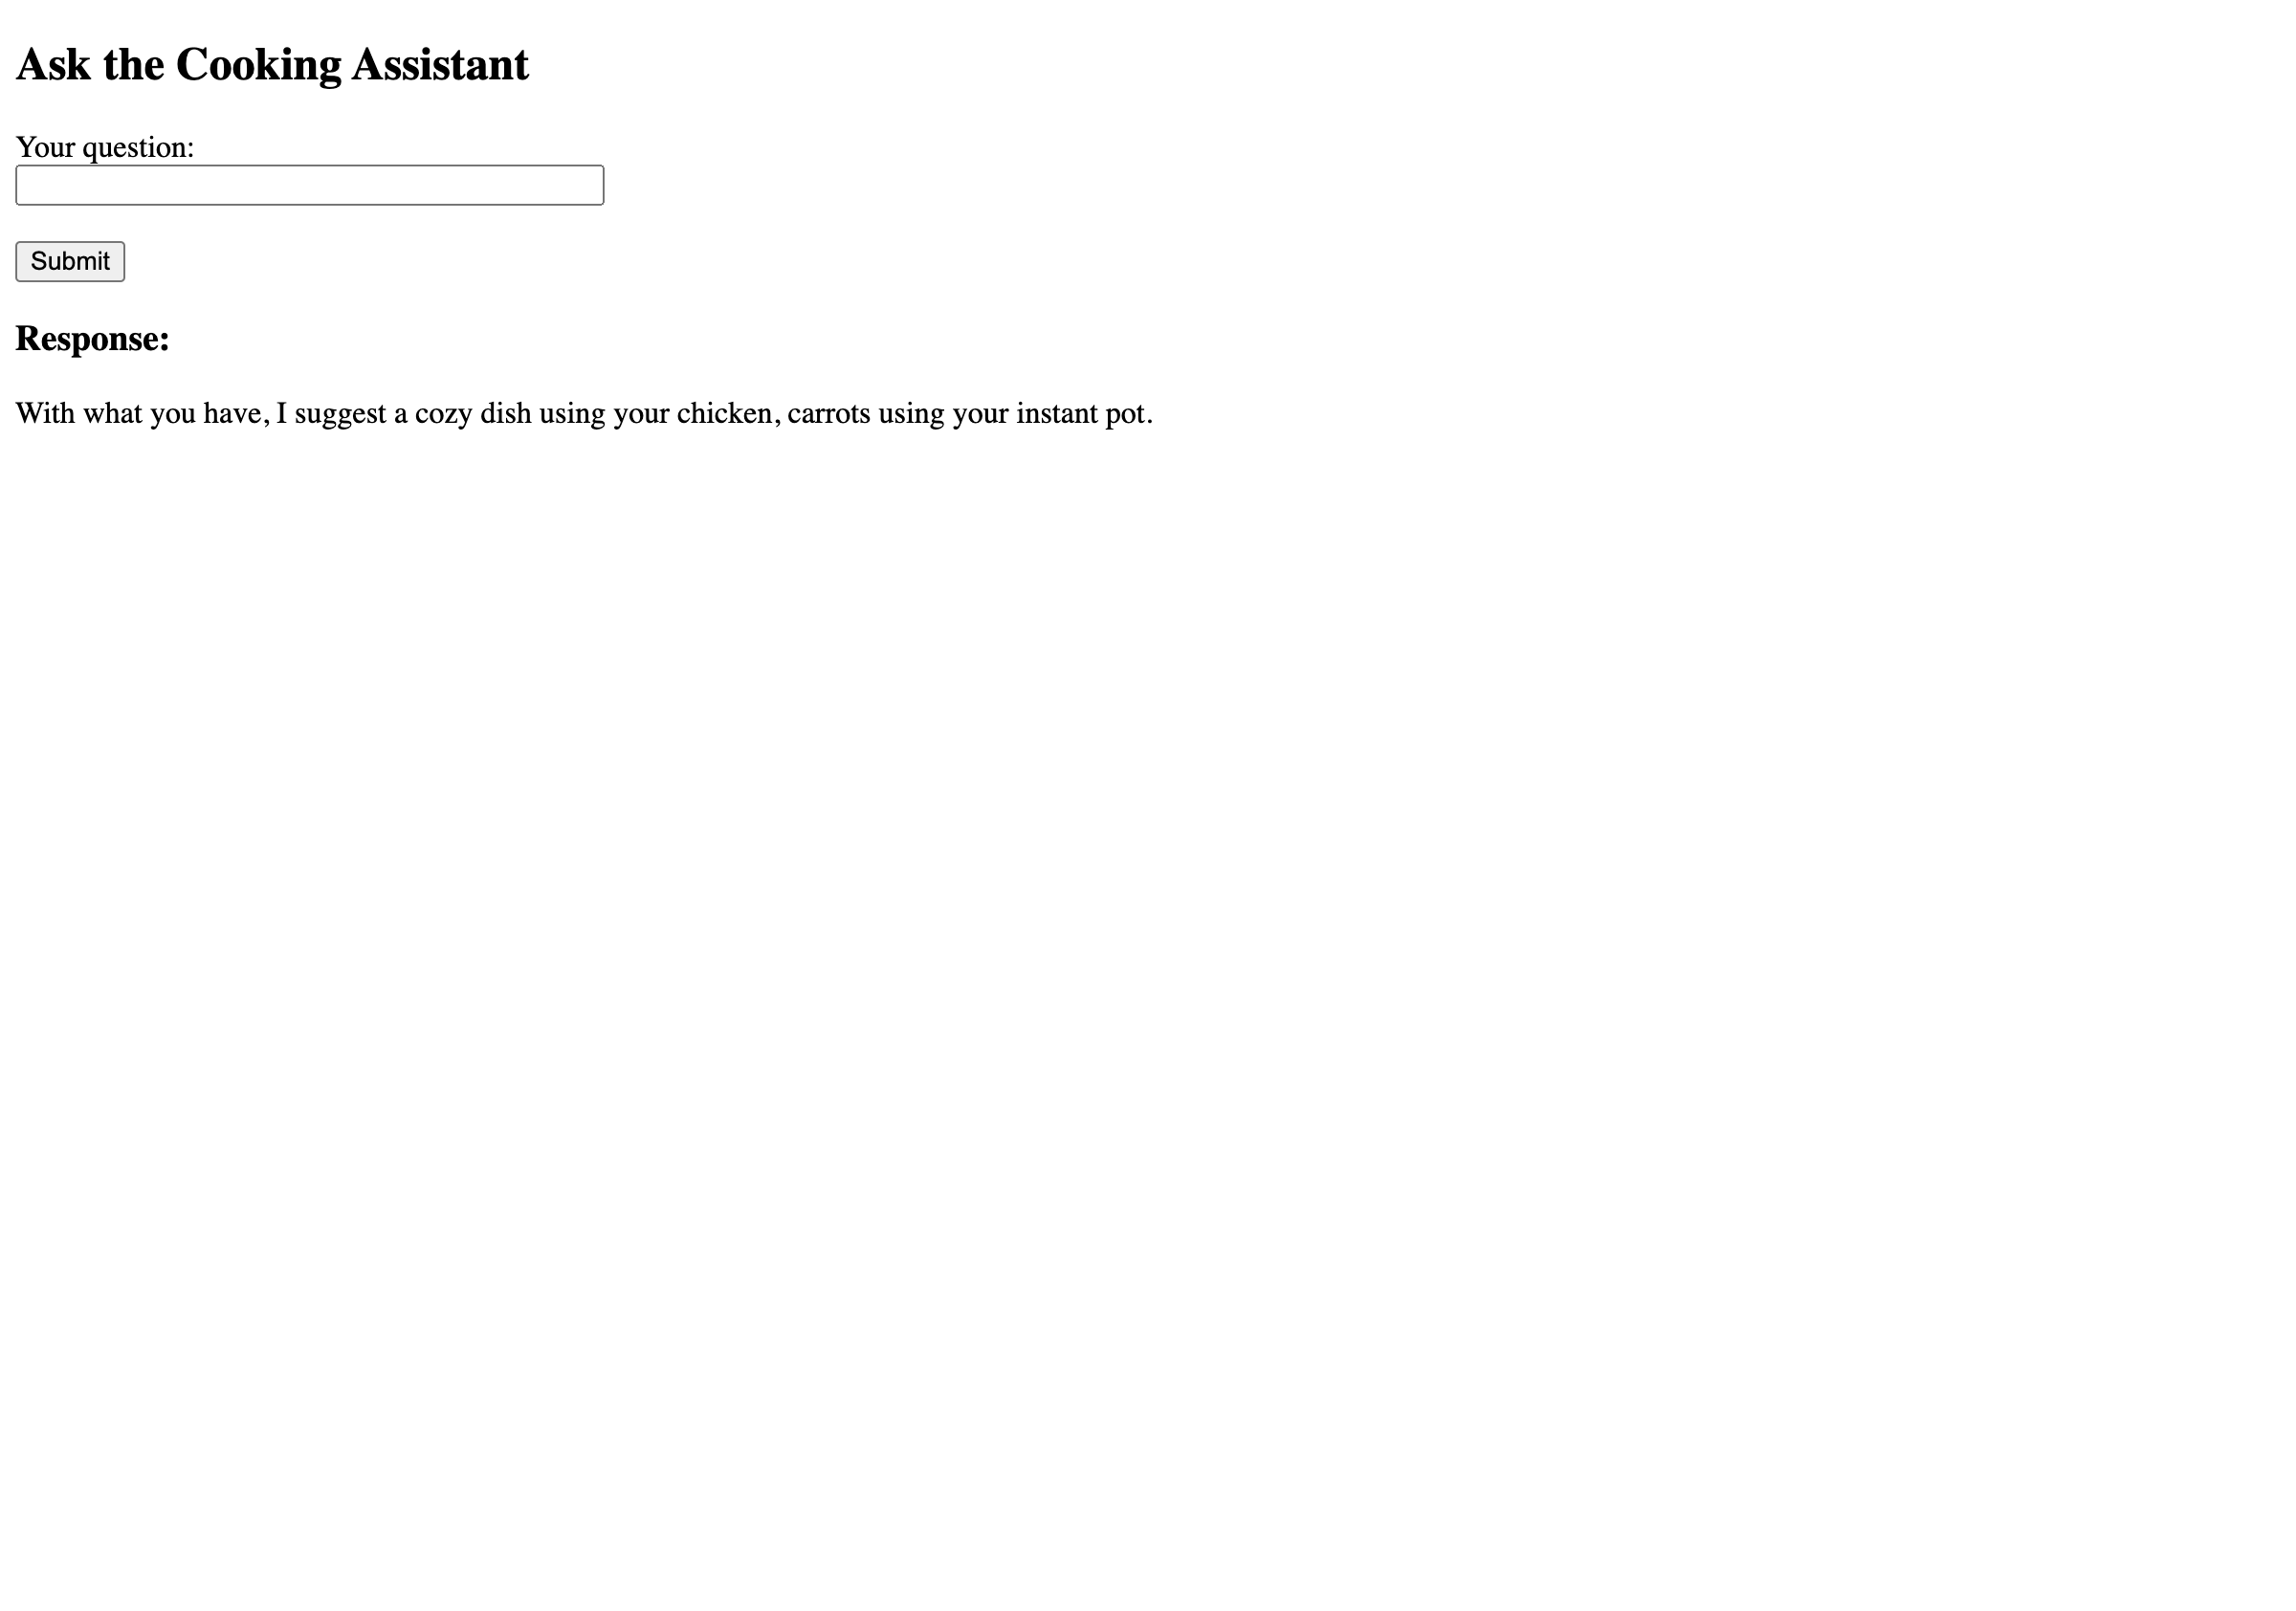 Ask the Cooking Assistant
Your question:
Submit
Response:
With what you have, I suggest a cozy dish using your chicken, carrots using your instant pot.